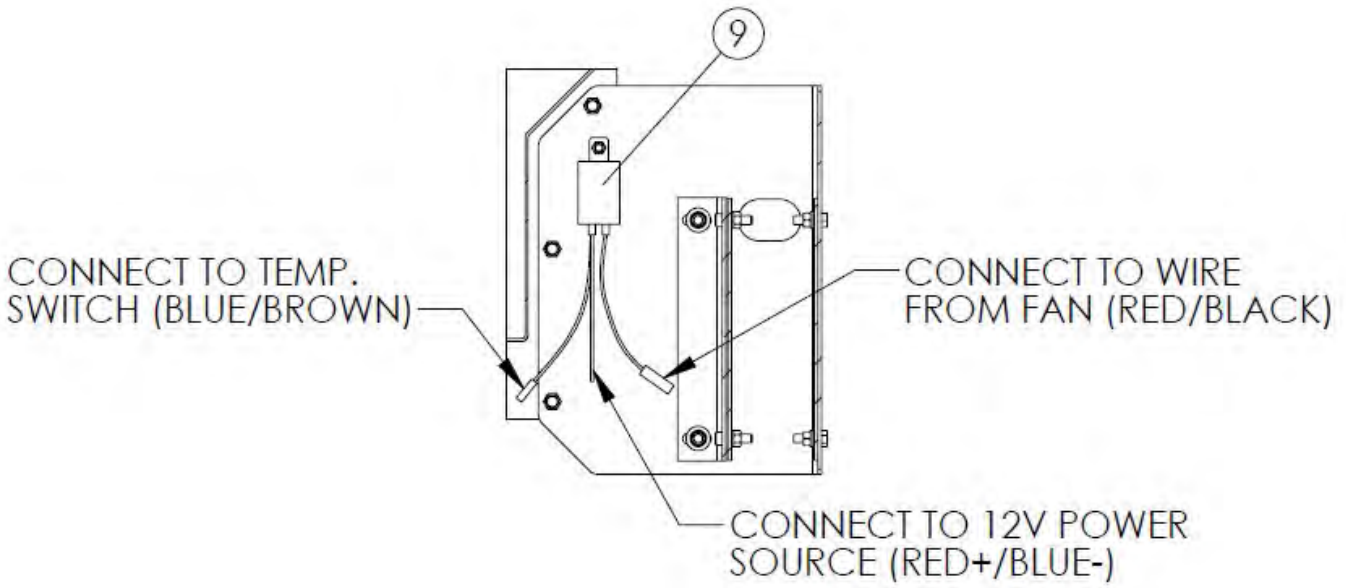 9
CONNECT TO TEMP.
SWITCH (BLUE/BROWN)
CONNECT TO WIRE
FROM FAN (RED/BLACK)
CONNECT TO 12V POWER
SOURCE (RED+/BLUE-)